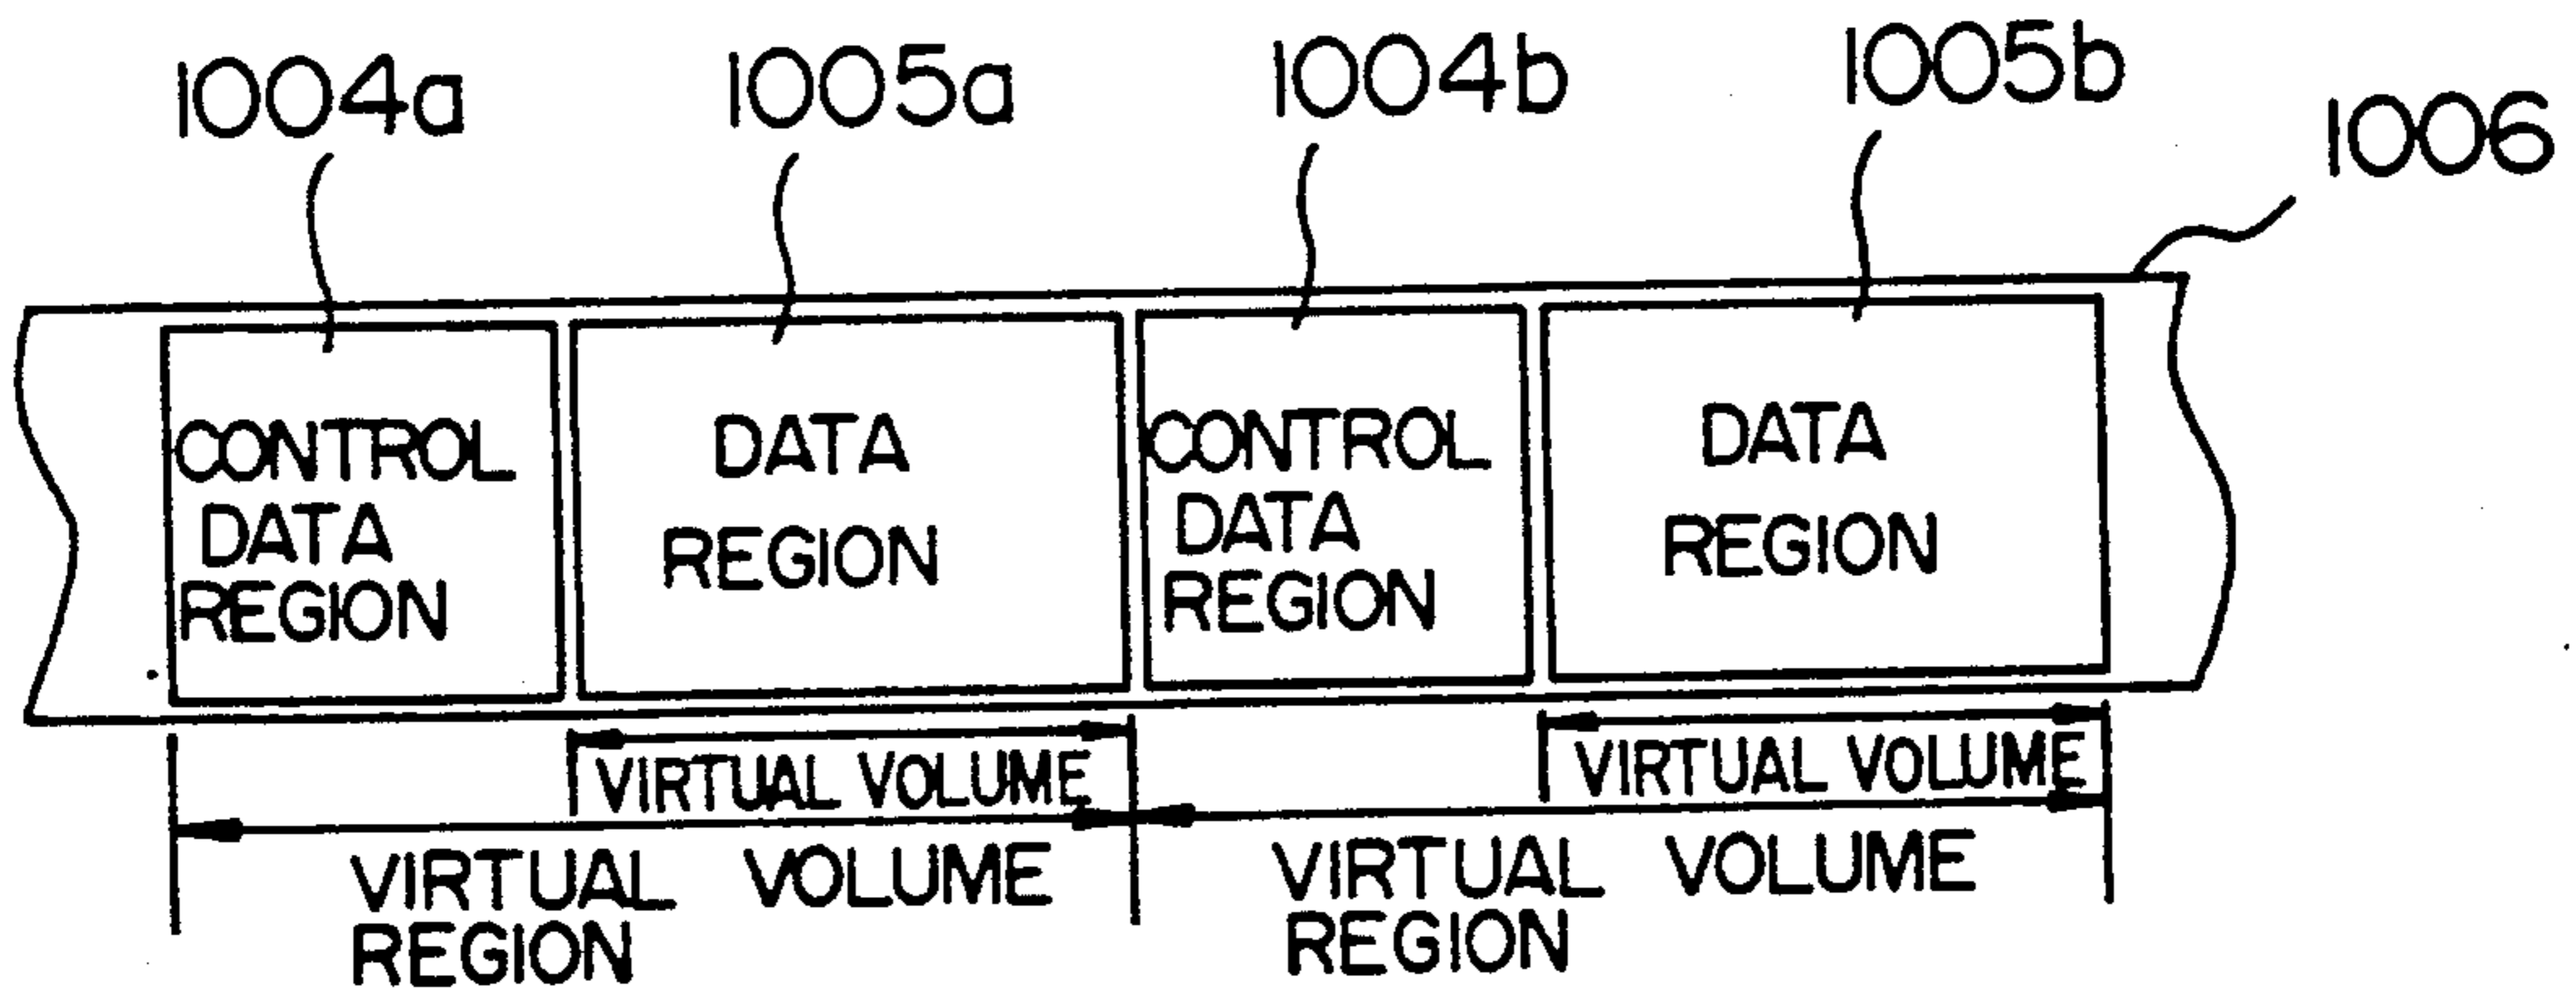 1004a
1005a
1004b
1005b
1006
CONTROL
DATA
REGION
DATA
REGION
CONTROL
DATA
REGION
DATA
REGION
VIRTUAL VOLUME
VIRTUAL VOLUME
VIRTUAL VOLUME
REGION
VIRTUAL VOLUME
REGION